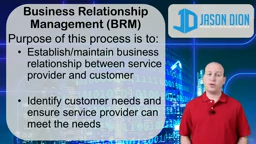 Business Relationship
Management (BRM)
JASON DION
Purpose of this process is to:
• Establish/maintain business
relationship between service
provider and customer
• Identify customer needs and
ensure service provider can
meet the needs